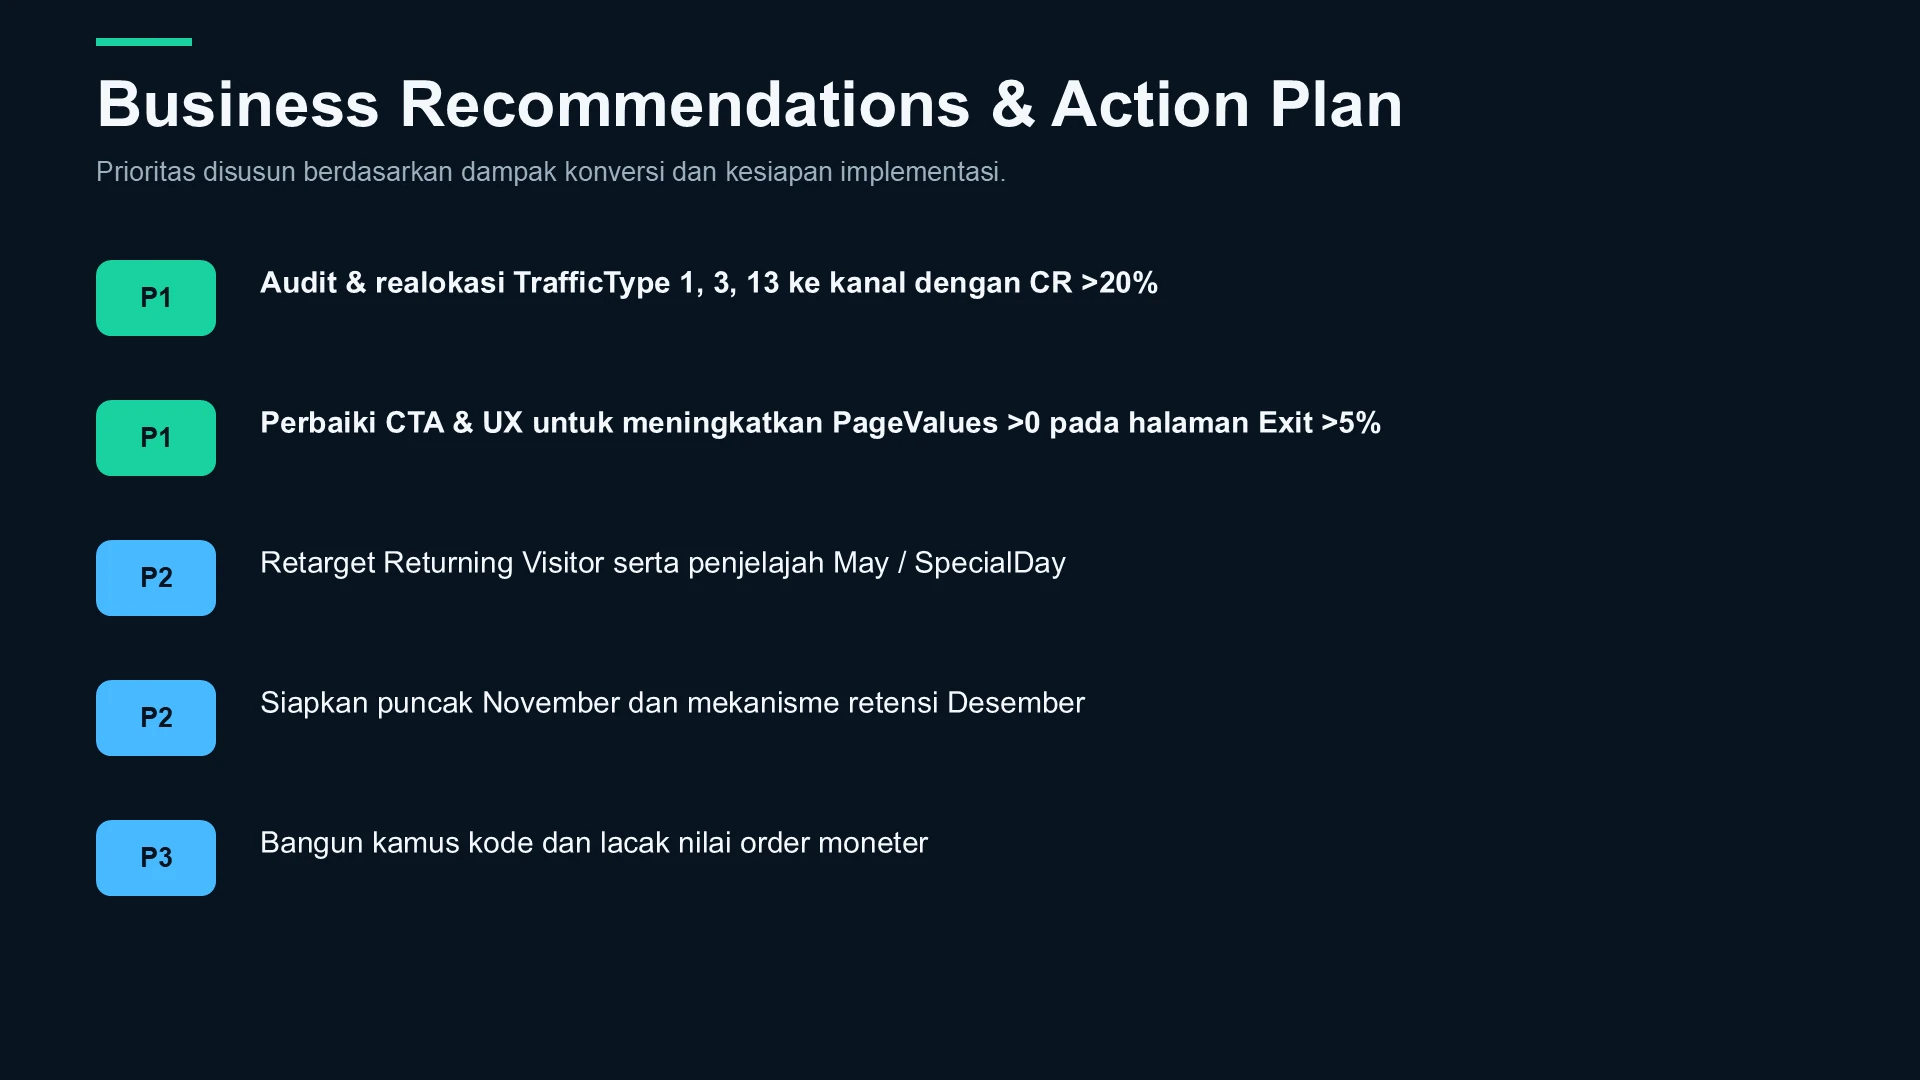 Business Recommendations & Action Plan
Prioritas disusun berdasarkan dampak konversi dan kesiapan implementasi.
P1
Audit & realokasi TrafficType 1, 3, 13 ke kanal dengan CR >20%
P1
Perbaiki CTA & UX untuk meningkatkan PageValues >0 pada halaman Exit >5%
P2
Retarget Returning Visitor serta penjelajah May / SpecialDay
P2
Siapkan puncak November dan mekanisme retensi Desember
P3
Bangun kamus kode dan lacak nilai order moneter